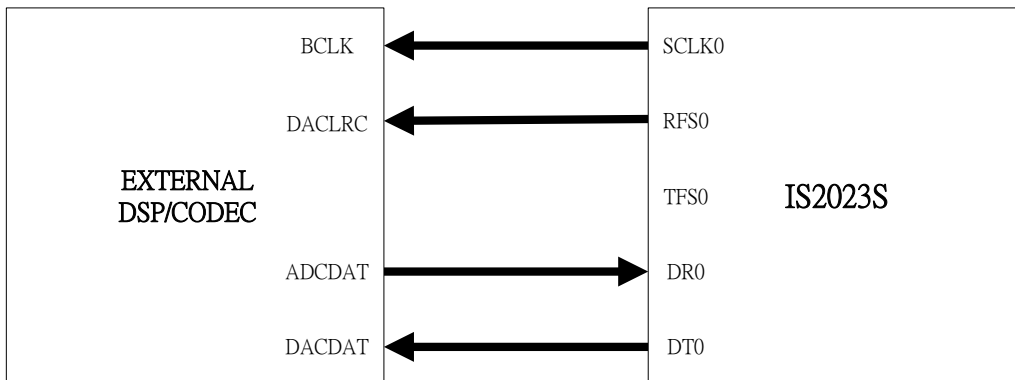 BCLK
SCLK0
DACLRC
RFS0
EXTERNAL
DSP/CODEC
TFS0
IS2023S
ADCDAT
DR0
DACDAT
DT0